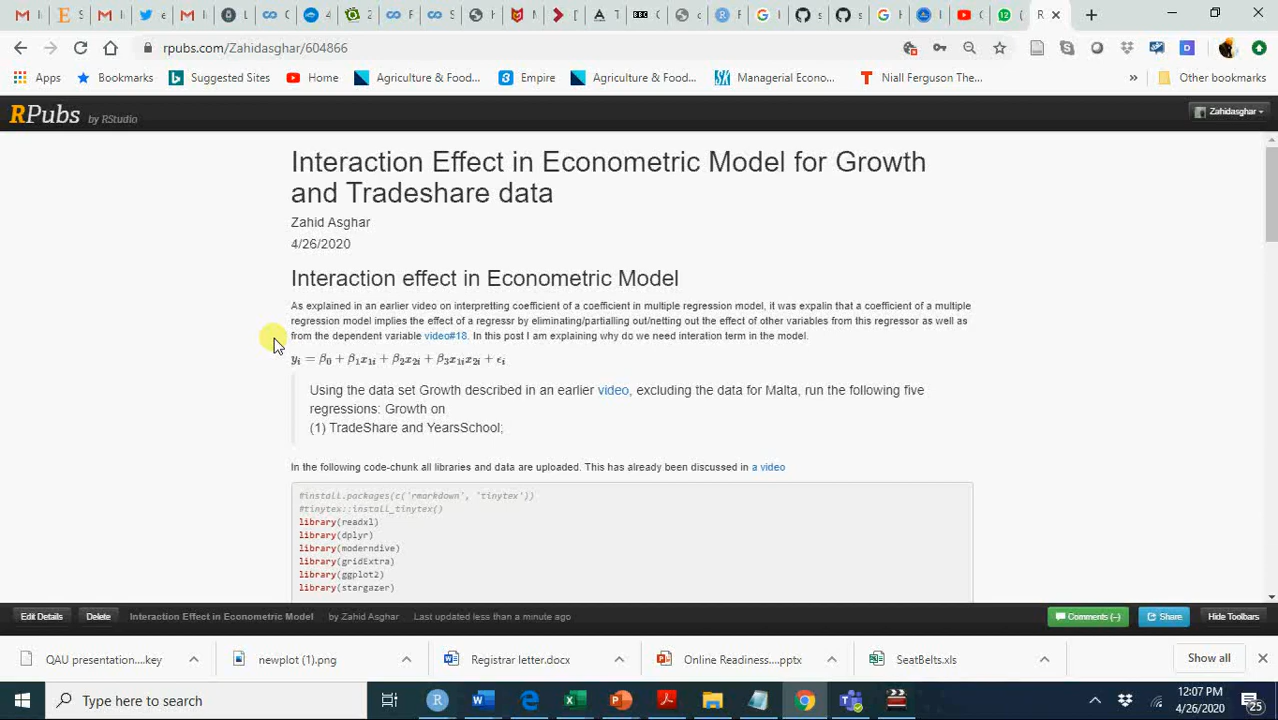 rpubs.com/Zahidasghar/604866
Apps Bookmarks Suggested Sites Home Agriculture & Food... Empire Agriculture & Food... Managerial Econo... Niall Ferguson The... » Other bookmarks
RPubs by RStudio Zahidasghar
Interaction Effect in Econometric Model for Growth
and Tradeshare data
Zahid Asghar
4/26/2020
Interaction effect in Econometric Model
As explained in an earlier video on interpretting coefficient of a coefficient in multiple regression model, it was expalin that a coefficient of a multiple
regression model implies the effect of a regressr by eliminating/partialling out/netting out the effect of other variables from this regressor as well as
from the dependent variable video#18. In this post I am explaining why do we need interation term in the model.
yᵢ = β₀ + β₁x₁ᵢ + β₂x₂ᵢ + β₃x₁ᵢx₂ᵢ + ϵᵢ
Using the data set Growth described in an earlier video, excluding the data for Malta, run the following five
regressions: Growth on
(1) TradeShare and YearsSchool;
In the following code-chunk all libraries and data are uploaded. This has already been discussed in a video
#install.packages(c('rmarkdown', 'tinytex'))
#tinytex::install_tinytex()
library(readxl)
library(dplyr)
library(moderndive)
library(gridExtra)
library(ggplot2)
library(stargazer)
Edit Details Delete Interaction Effect in Econometric Model by Zahid Asghar Last updated less than a minute ago Comments (–) Share Hide Toolbars
QAU presentation....key newplot (1).png Registrar letter.docx Online Readiness....pptx SeatBelts.xls Show all
Type here to search
12:07 PM
4/26/2020
25